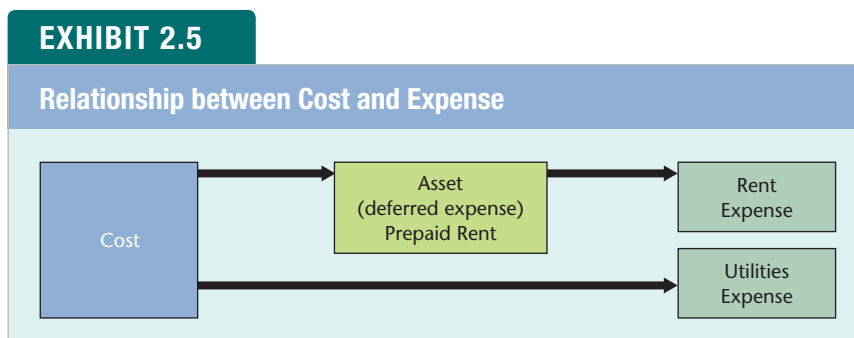 EXHIBIT 2.5
Relationship between Cost and Expense
Cost
Asset
(deferred expense)
Prepaid Rent
Rent
Expense
Utilities
Expense